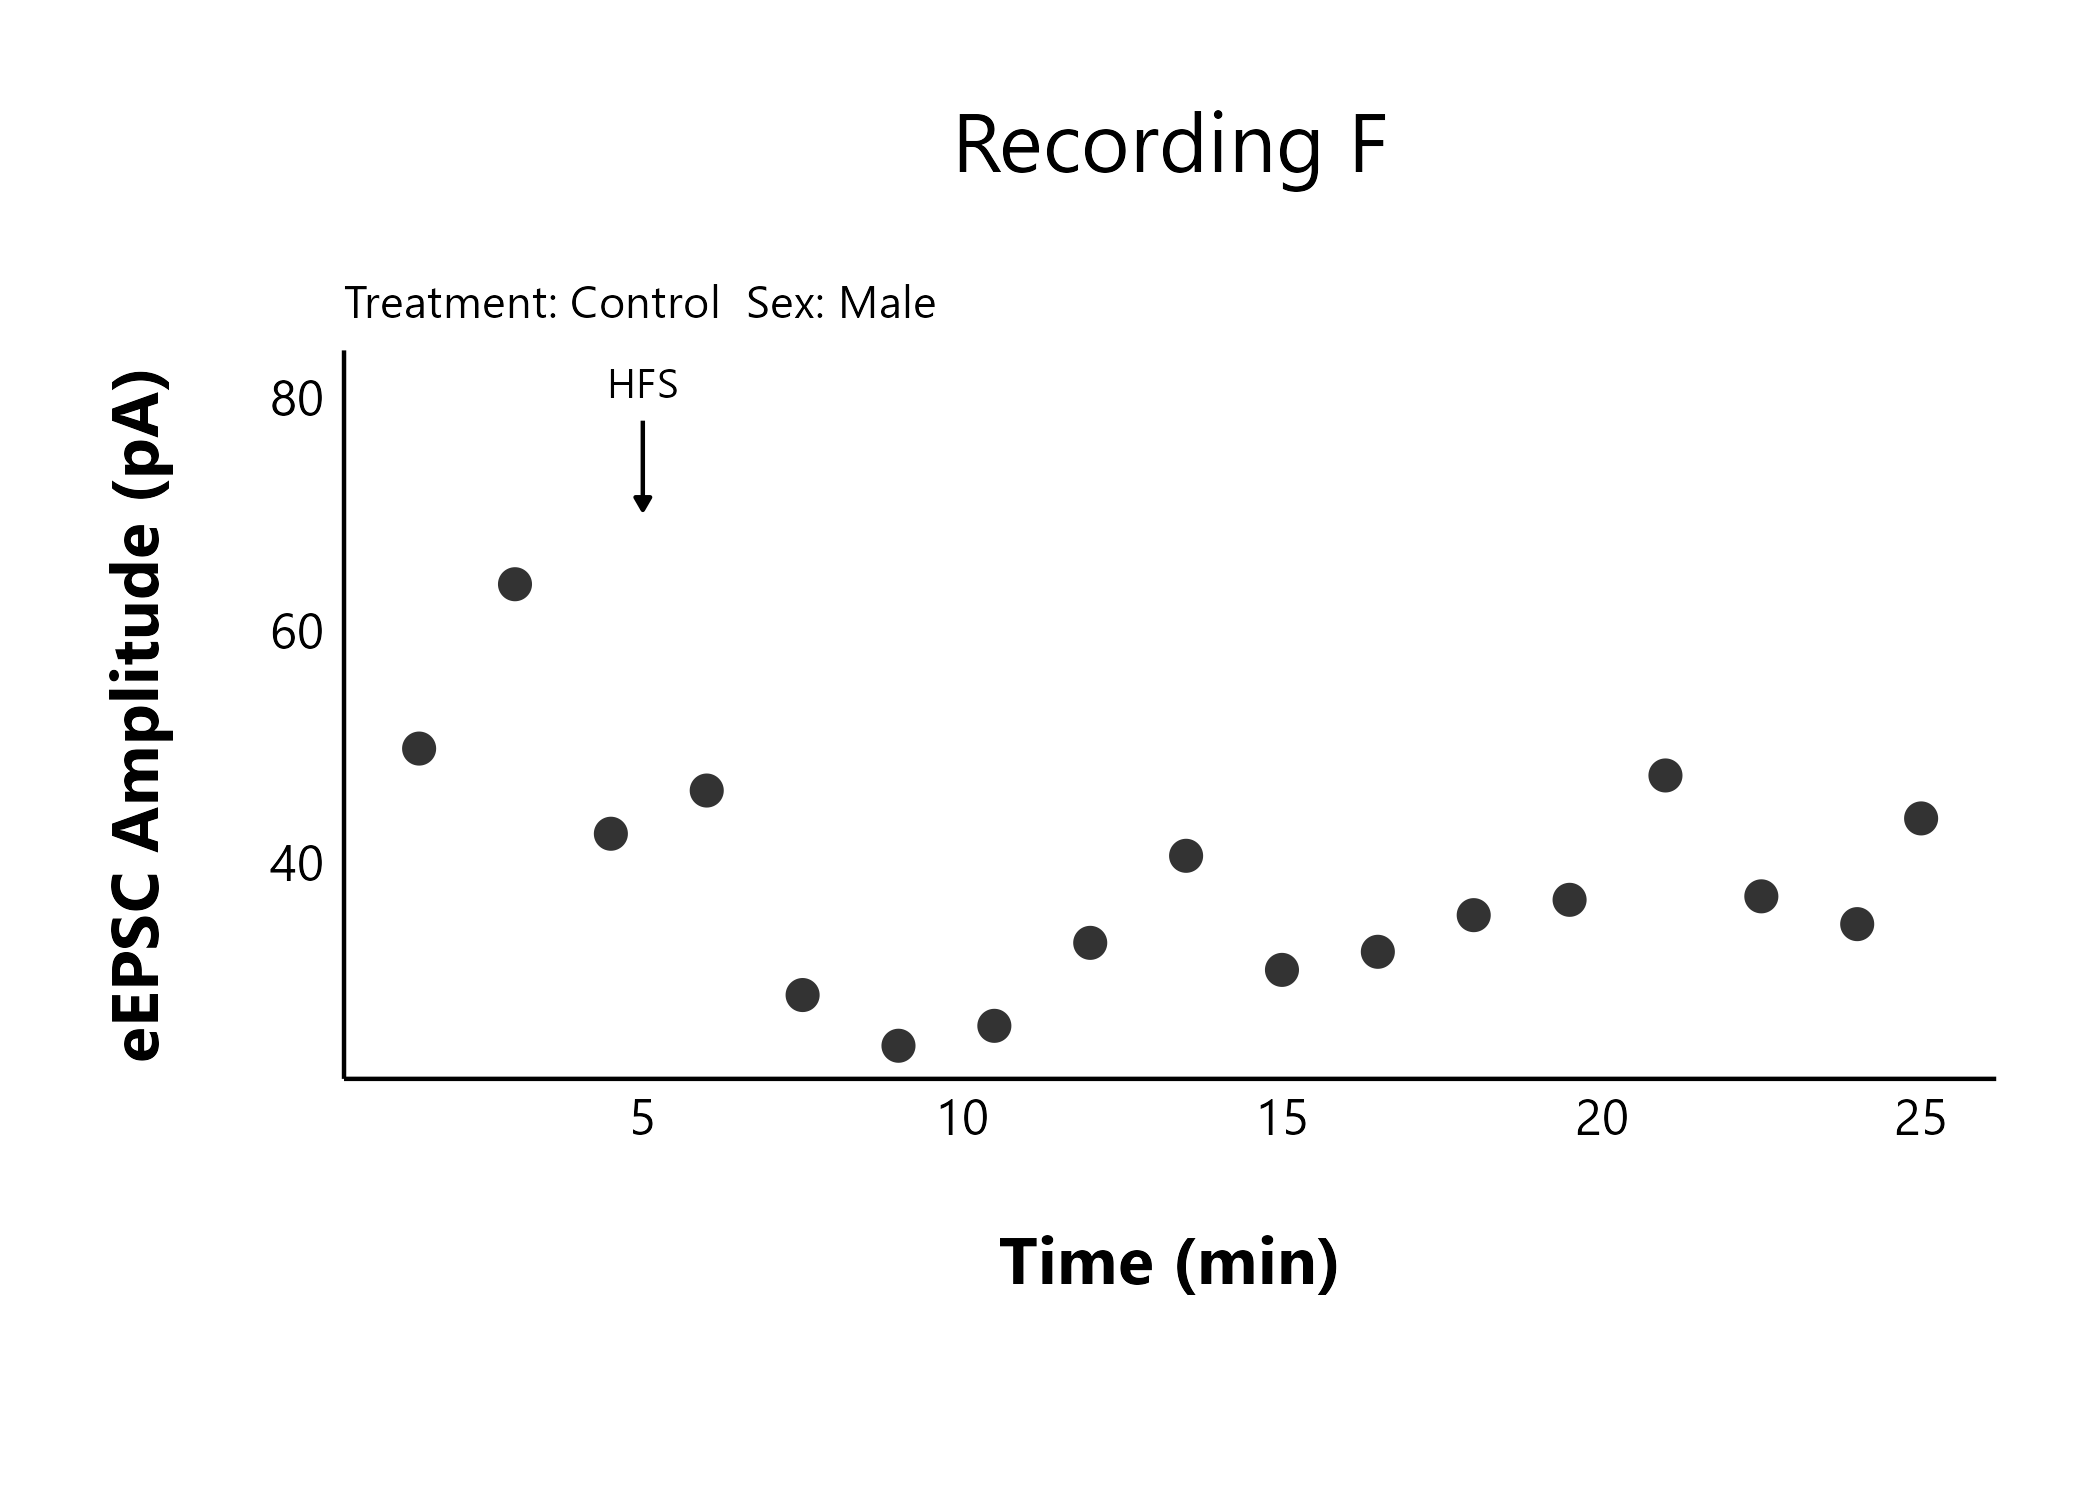 Recording F
Treatment: Control  Sex: Male
HFS
eEPSC Amplitude (pA)
80
60
40
5 10 15 20 25
Time (min)